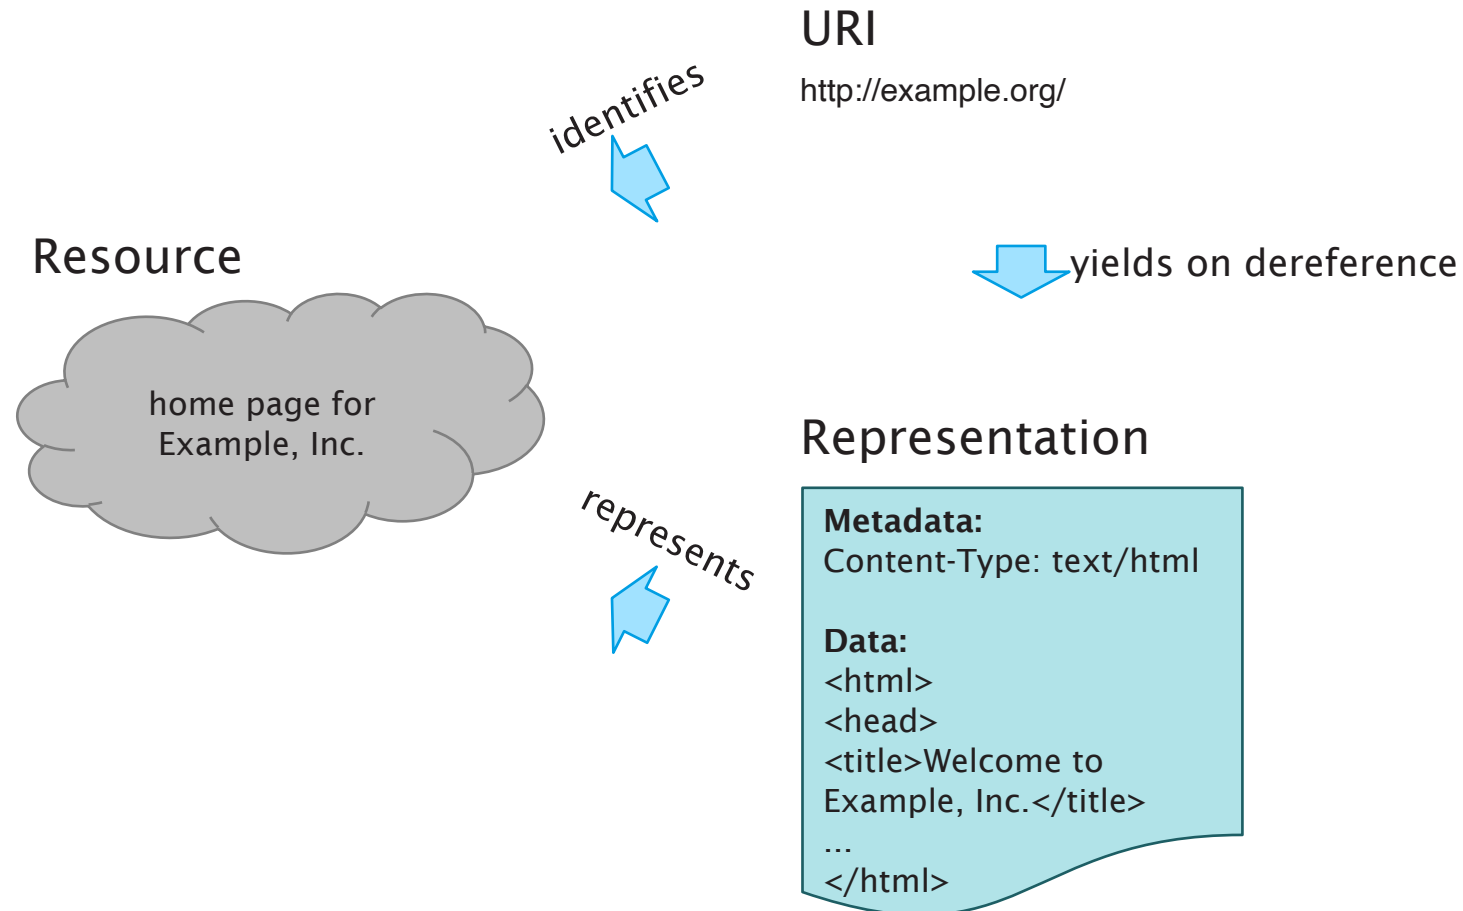 URI
http://example.org/
identifies
Resource
yields on dereference
home page for
Example, Inc.
Representation
represents
Metadata:
Content-Type: text/html
Data:
<html>
<head>
<title>Welcome to
Example, Inc.</title>
...
</html>